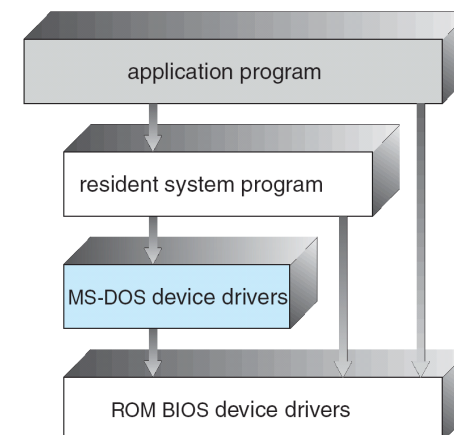 application program
resident system program
MS-DOS device drivers
ROM BIOS device drivers